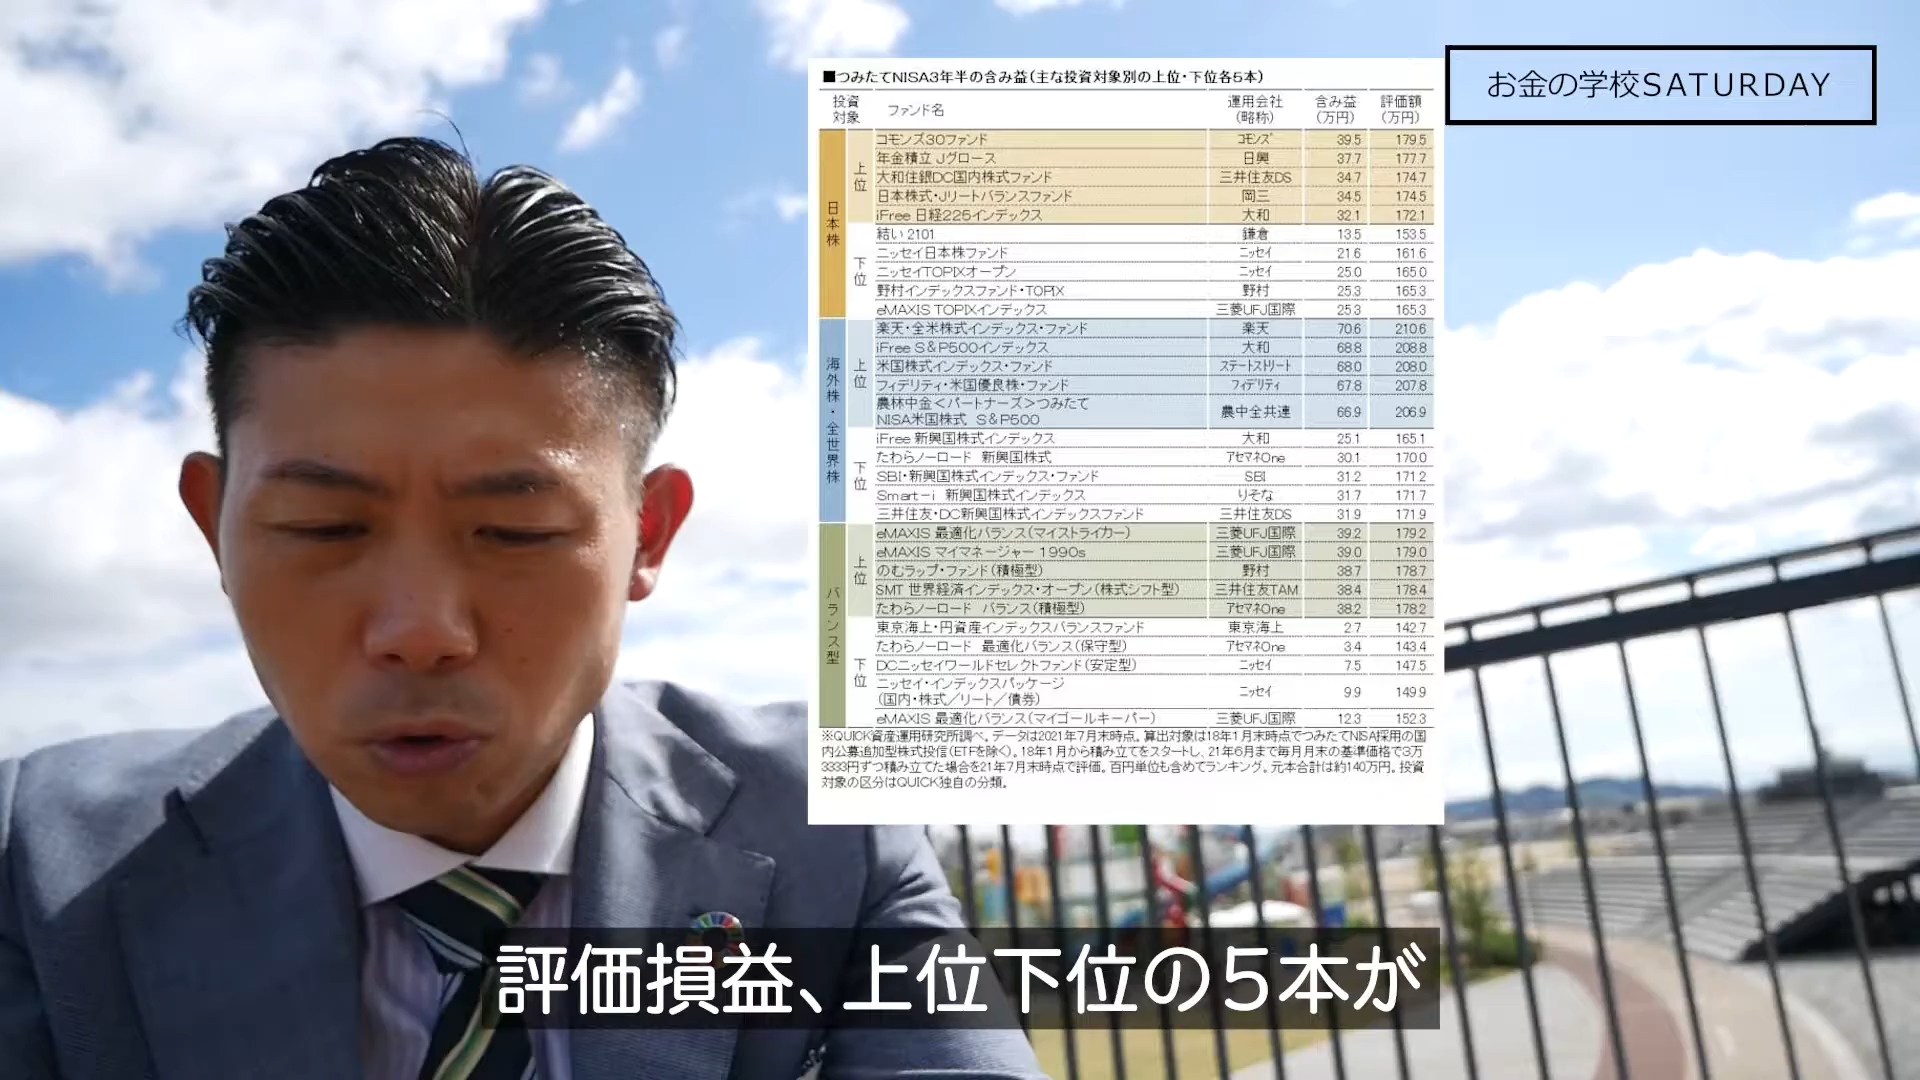 お金の学校SATURDAY
■つみたてNISA3年半の含み益(主な投資対象別の上位・下位各5本)
投資対象 ファンド名 運用会社(略称) 含み益(万円) 評価額(万円)
日本株
上位
コモンズ30ファンド コモンズ 39.5 179.5
年金積立 Jグロース 日興 37.7 177.7
大和住銀DC国内株式ファンド 三井住友DS 34.7 174.7
日本株式・Jリートバランスファンド 岡三 34.5 174.5
iFree 日経225インデックス 大和 32.1 172.1
下位
結い 2101 鎌倉 13.5 153.5
ニッセイ日本株ファンド ニッセイ 21.6 161.6
ニッセイTOPIXオープン ニッセイ 25.0 165.0
野村インデックスファンド・TOPIX 野村 25.3 165.3
eMAXIS TOPIXインデックス 三菱UFJ国際 25.3 165.3
海外株・全世界株
上位
楽天・全米株式インデックス・ファンド 楽天 70.6 210.6
iFree S&P500インデックス 大和 68.8 208.8
米国株式インデックス・ファンド ステートストリート 68.0 208.0
フィデリティ・米国優良株・ファンド フィデリティ 67.8 207.8
農林中金<パートナーズ>つみたて
NISA米国株式 S&P500 農中全共連 66.9 206.9
下位
iFree 新興国株式インデックス 大和 25.1 165.1
たわらノーロード 新興国株式 アセマネOne 30.1 170.0
SBI・新興国株式インデックス・ファンド SBI 31.2 171.2
Smart-i 新興国株式インデックス りそな 31.7 171.7
三井住友・DC新興国株式インデックスファンド 三井住友DS 31.9 171.9
バランス型
上位
eMAXIS 最適化バランス(マイストライカー) 三菱UFJ国際 39.2 179.2
eMAXIS マイマネージャー 1990s 三菱UFJ国際 39.0 179.0
のむラップ・ファンド(積極型) 野村 38.7 178.7
SMT 世界経済インデックス・オープン(株式シフト型) 三井住友TAM 38.4 178.4
たわらノーロード バランス(積極型) アセマネOne 38.2 178.2
下位
東京海上・円資産インデックスバランスファンド 東京海上 2.7 142.7
たわらノーロード 最適化バランス(保守型) アセマネOne 3.4 143.4
DCニッセイワールドセレクトファンド(安定型) ニッセイ 7.5 147.5
ニッセイ・インデックスパッケージ
(国内・株式/リート/債券) ニッセイ 9.9 149.9
eMAXIS 最適化バランス(マイゴールキーパー) 三菱UFJ国際 12.3 152.3
※QUICK資産運用研究所調べ。データは2021年7月末時点。算出対象は18年1月末時点でつみたてNISA採用の国
内公募追加型株式投信(ETFを除く)。18年1月から積み立てをスタートし、21年6月まで毎月月末の基準価格で3万
3333円ずつ積み立てた場合を21年7月末時点で評価。百円単位も含めてランキング。元本合計は約140万円。投資
対象の区分はQUICK独自の分類。
評価損益、上位下位の5本が